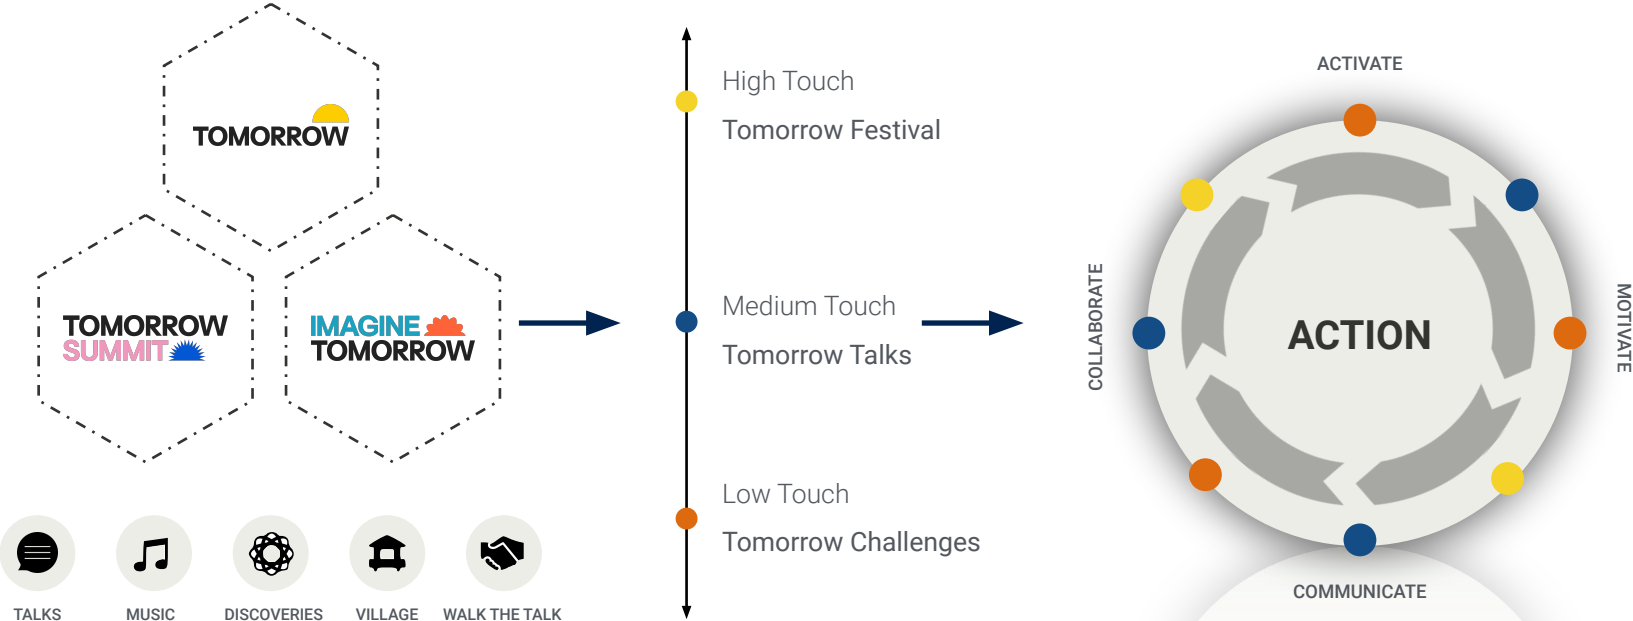 TOMORROW
TOMORROW
SUMMIT
IMAGINE
TOMORROW
TALKS
MUSIC
DISCOVERIES
VILLAGE
WALK THE TALK
High Touch
Tomorrow Festival
Medium Touch
Tomorrow Talks
Low Touch
Tomorrow Challenges
ACTIVATE
COLLABORATE
ACTION
MOTIVATE
COMMUNICATE